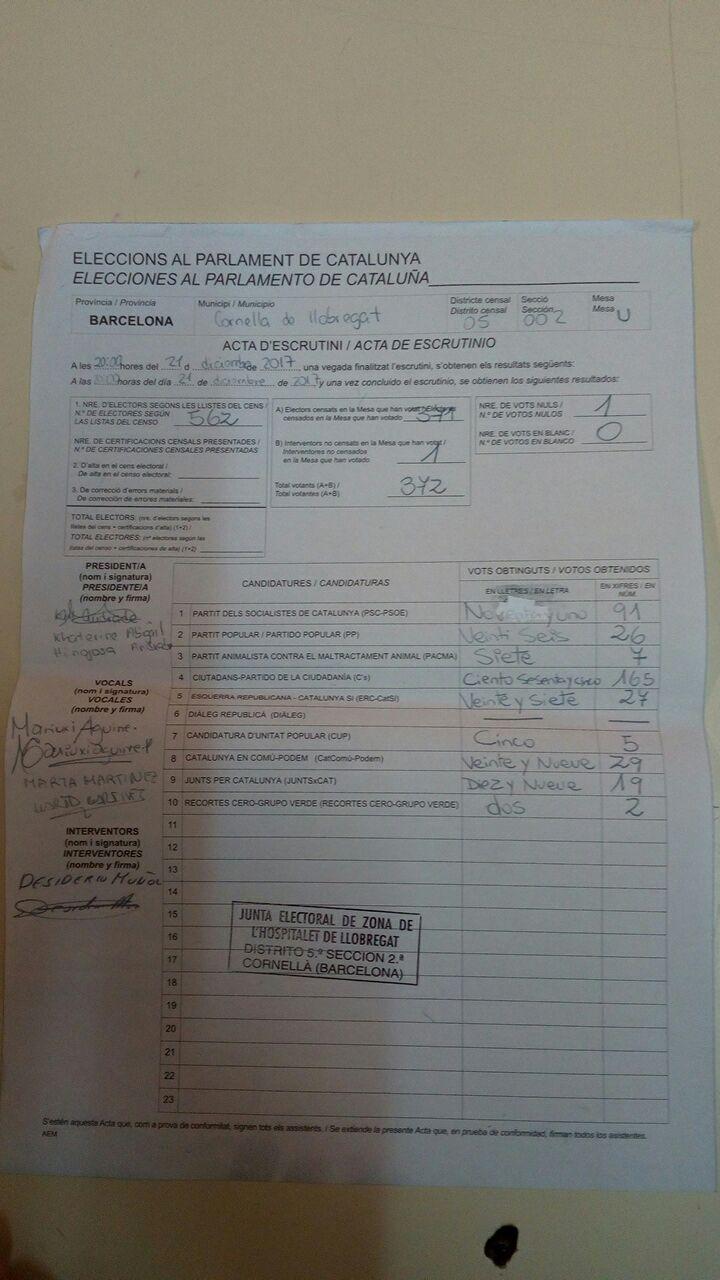 ELECCIONS AL PARLAMENT DE CATALUNYA
ELECCIONES AL PARLAMENTO DE CATALUÑA
Província / Provincia
BARCELONA
Municipi / Municipio
Cornella de llobregat
Districte censal
Distrito censal
05
Secció
Sección
002
Mesa
Mesa U
ACTA D'ESCRUTINI / ACTA DE ESCRUTINIO
A les 20:00 hores del 21 d diciembre 2017, una vegada finalitzat l'escrutini, s'obtenen els resultats següents:
A las 20:00 horas del día 21 de diciembre de 2017 y una vez concluido el escrutinio, se obtienen los siguientes resultados:
1. NRE. D'ELECTORS SEGONS LES LLISTES DEL CENS /
N.º DE ELECTORES SEGÚN
LAS LISTAS DEL CENSO 562
NRE. DE CERTIFICACIONS CENSALS PRESENTADES /
N.º DE CERTIFICACIONES CENSALES PRESENTADAS
2. D'alta en el cens electoral /
De alta en el censo electoral:
3. De correcció d'errors materials /
De corrección de errores materiales:
TOTAL ELECTORS: (nre. d'electors segons les
llistes del cens + certificacions d'alta) (1+2) /
TOTAL ELECTORES: (nº electores según las
listas del censo + certificaciones de alta) (1+2)
A) Electors censats en la Mesa que han votat /
censados en la Mesa que han votado 371
B) Interventors no censats en la Mesa que han votat /
Interventores no censados
en la Mesa que han votado 1
Total votants (A+B) /
Total votantes (A+B) 372
NRE. DE VOTS NULS /
N.º DE VOTOS NULOS 1
NRE. DE VOTS EN BLANC /
N.º DE VOTOS EN BLANCO 0
PRESIDENT/A
(nom i signatura)
PRESIDENTE/A
(nombre y firma)
Khaterine Abigail
Hinojosa
VOCALS
(nom i signatura)
VOCALES
(nombre y firma)
Mariuxi Aguirre
MARTA MARTINEZ
INTERVENTORS
(nom i signatura)
INTERVENTORES
(nombre y firma)
DESIDERIO MUÑOZ
CANDIDATURES / CANDIDATURAS
VOTS OBTINGUTS / VOTOS OBTENIDOS
EN LLETRES / EN LETRA
EN XIFRES / EN NÚM.
1 PARTIT DELS SOCIALISTES DE CATALUNYA (PSC-PSOE) Noventa y uno 91
2 PARTIT POPULAR / PARTIDO POPULAR (PP) Veinti Seis 26
3 PARTIT ANIMALISTA CONTRA EL MALTRACTAMENT ANIMAL (PACMA) Siete 7
4 CIUTADANS-PARTIDO DE LA CIUDADANÍA (C's) Ciento Sesenta y cinco 165
5 ESQUERRA REPUBLICANA - CATALUNYA SÍ (ERC-CatSÍ) Veinte y Siete 27
6 DIÀLEG REPUBLICÀ (DIÀLEG)
7 CANDIDATURA D'UNITAT POPULAR (CUP) Cinco 5
8 CATALUNYA EN COMÚ-PODEM (CatComú-Podem) Veinte y Nueve 29
9 JUNTS PER CATALUNYA (JUNTSxCAT) Diez y Nueve 19
10 RECORTES CERO-GRUPO VERDE (RECORTES CERO-GRUPO VERDE) dos 2
11
12
13
14
15
16
17
18
19
20
21
22
23
JUNTA ELECTORAL DE ZONA DE
L'HOSPITALET DE LLOBREGAT
DISTRITO 5.º SECCION 2.ª
CORNELLÀ (BARCELONA)
S'estén aquesta Acta que, com a prova de conformitat, signen tots els assistents. / Se extiende la presente Acta que, en prueba de conformidad, firman todos los asistentes.
AEM